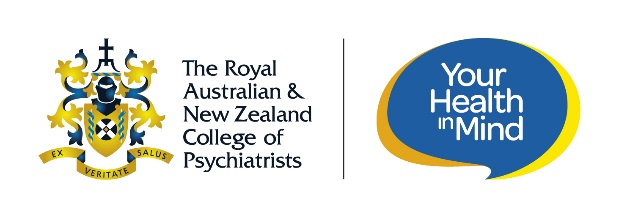 The Royal
Australian &
New Zealand
College of
Psychiatrists
EX VERITATE SALUS
Your
Health
in Mind